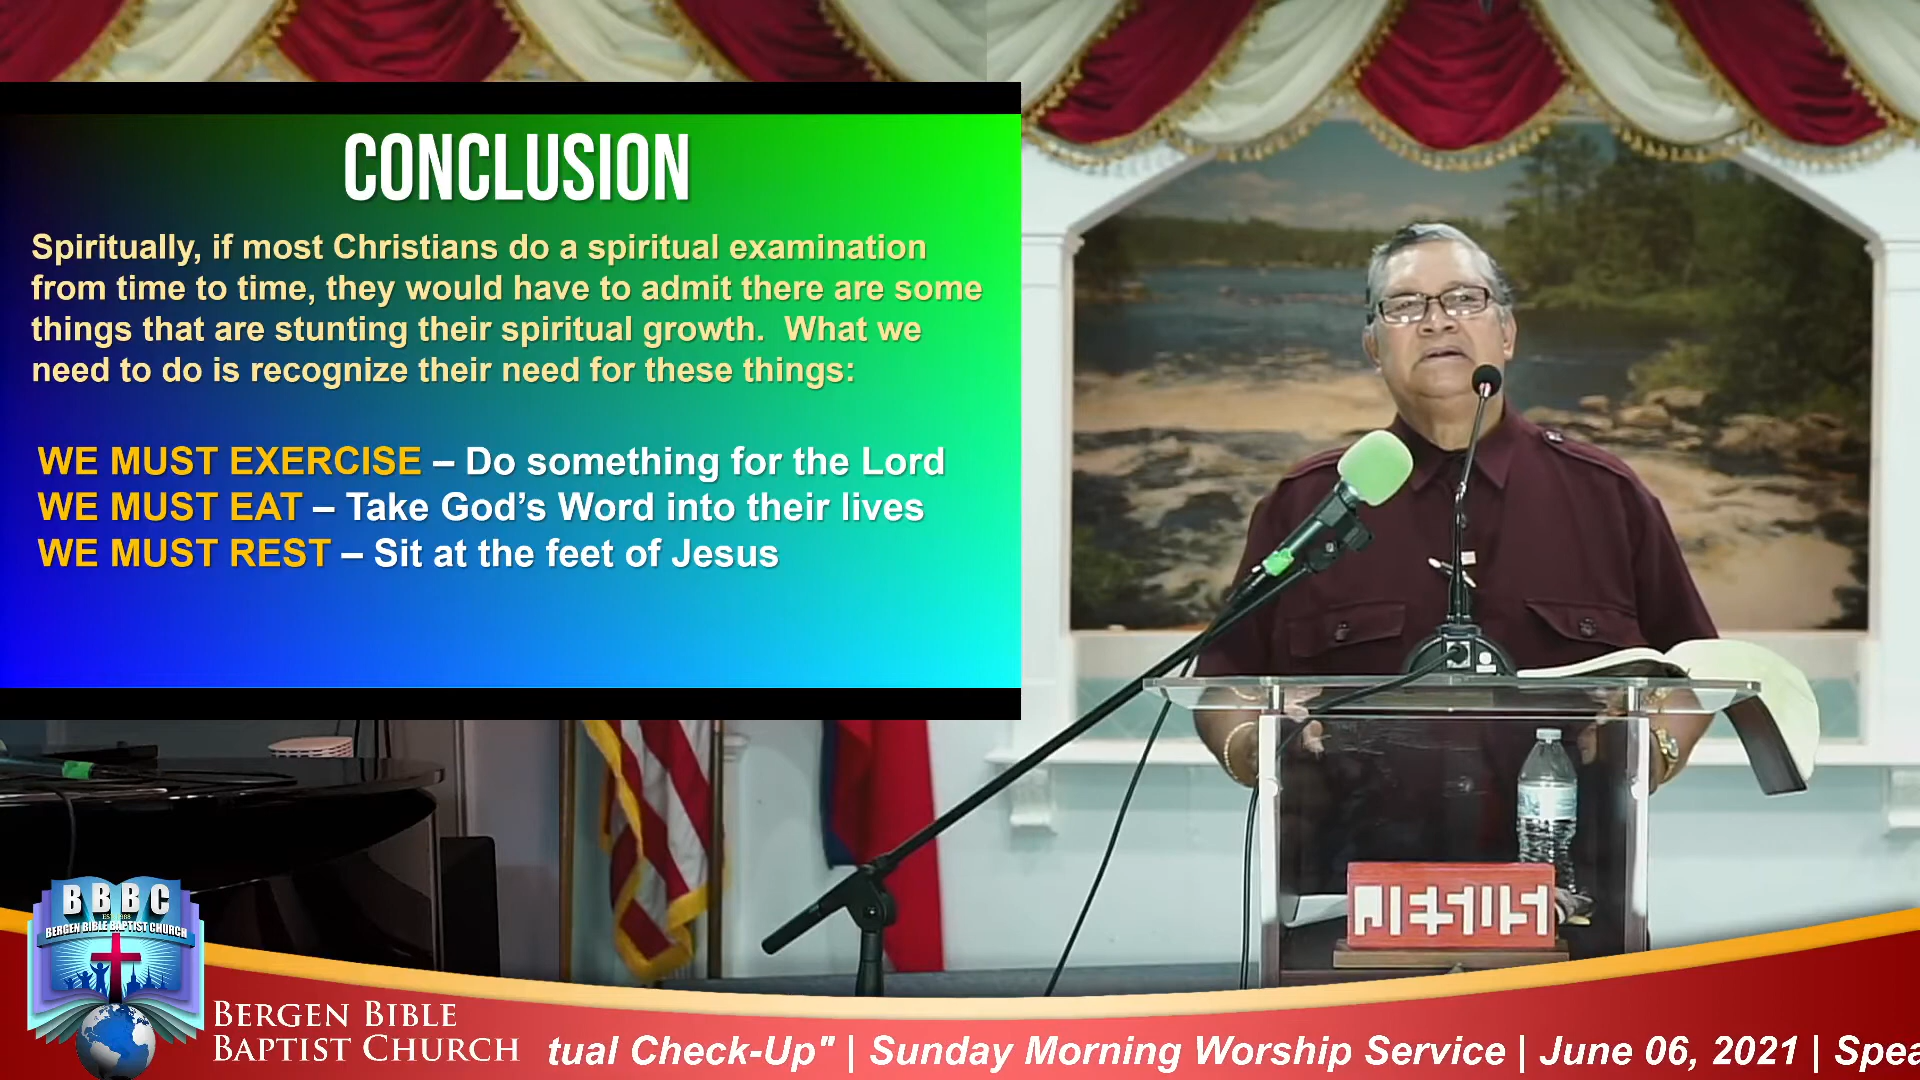 CONCLUSION
Spiritually, if most Christians do a spiritual examination
from time to time, they would have to admit there are some
things that are stunting their spiritual growth.  What we
need to do is recognize their need for these things:
WE MUST EXERCISE – Do something for the Lord
WE MUST EAT – Take God's Word into their lives
WE MUST REST – Sit at the feet of Jesus
JESUS
B B B C
BERGEN BIBLE BAPTIST CHURCH
BERGEN BIBLE
BAPTIST CHURCH
tual Check-Up" | Sunday Morning Worship Service | June 06, 2021 | Spea